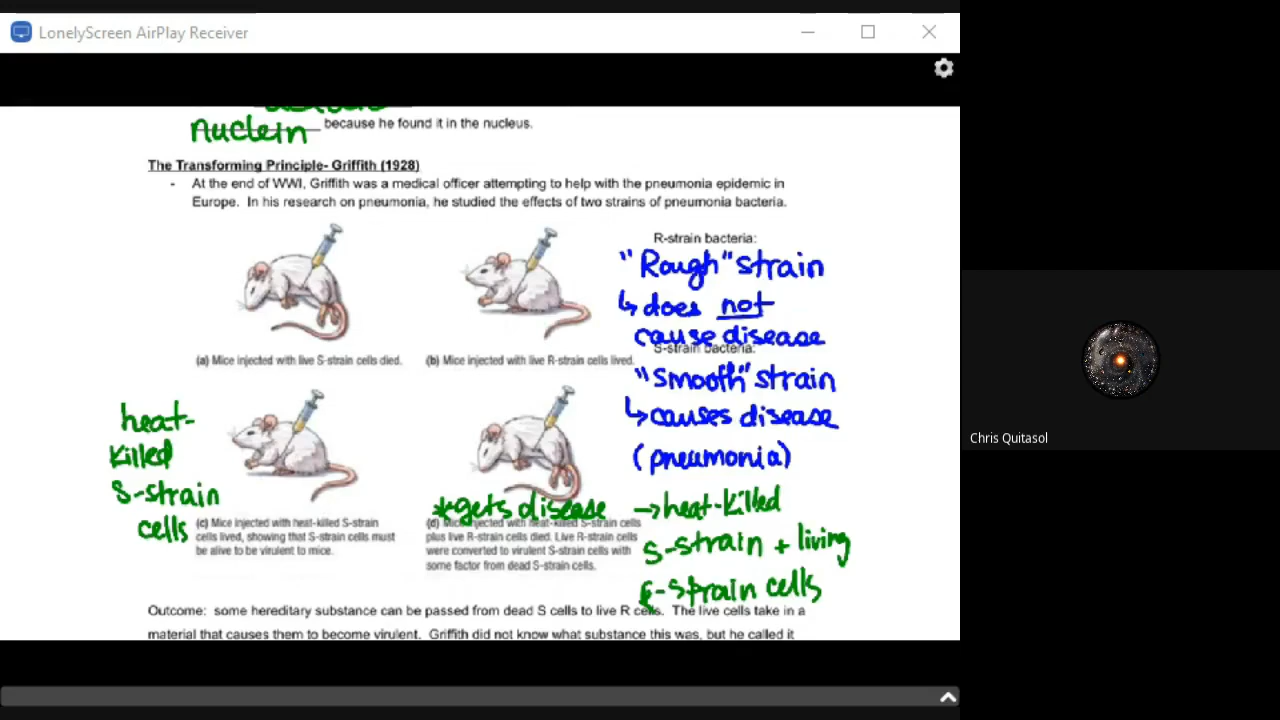 LonelyScreen AirPlay Receiver
nuclein because he found it in the nucleus.
The Transforming Principle- Griffith (1928)
- At the end of WWI, Griffith was a medical officer attempting to help with the pneumonia epidemic in
Europe. In his research on pneumonia, he studied the effects of two strains of pneumonia bacteria.
R-strain bacteria:
"Rough" strain
↳ does not
cause disease
S-strain bacteria:
"Smooth" strain
↳ causes disease
(pneumonia)
(a) Mice injected with live S-strain cells died.
(b) Mice injected with live R-strain cells lived.
heat-
killed
S-strain
cells
(c) Mice injected with heat-killed S-strain
cells lived, showing that S-strain cells must
be alive to be virulent to mice.
*gets disease → heat-killed
S-strain + living
R-strain cells
(d) Mice injected with heat-killed S-strain cells
plus live R-strain cells died. Live R-strain cells
were converted to virulent S-strain cells with
some factor from dead S-strain cells.
Outcome: some hereditary substance can be passed from dead S cells to live R cells. The live cells take in a
material that causes them to become virulent. Griffith did not know what substance this was, but he called it
Chris Quitasol